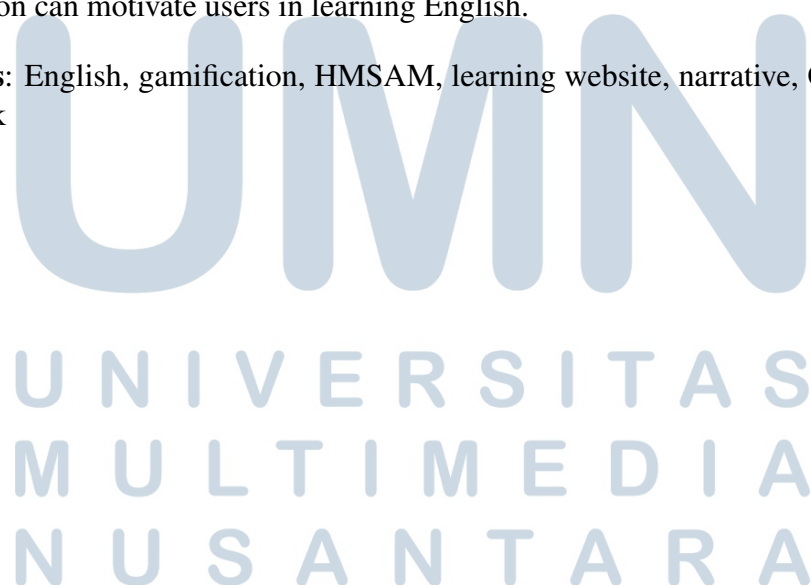 on can motivate users in learning English.
s: English, gamification, HMSAM, learning website, narrative,
k
UMN
UNIVERSITAS
MULTIMEDIA
NUSANTARA